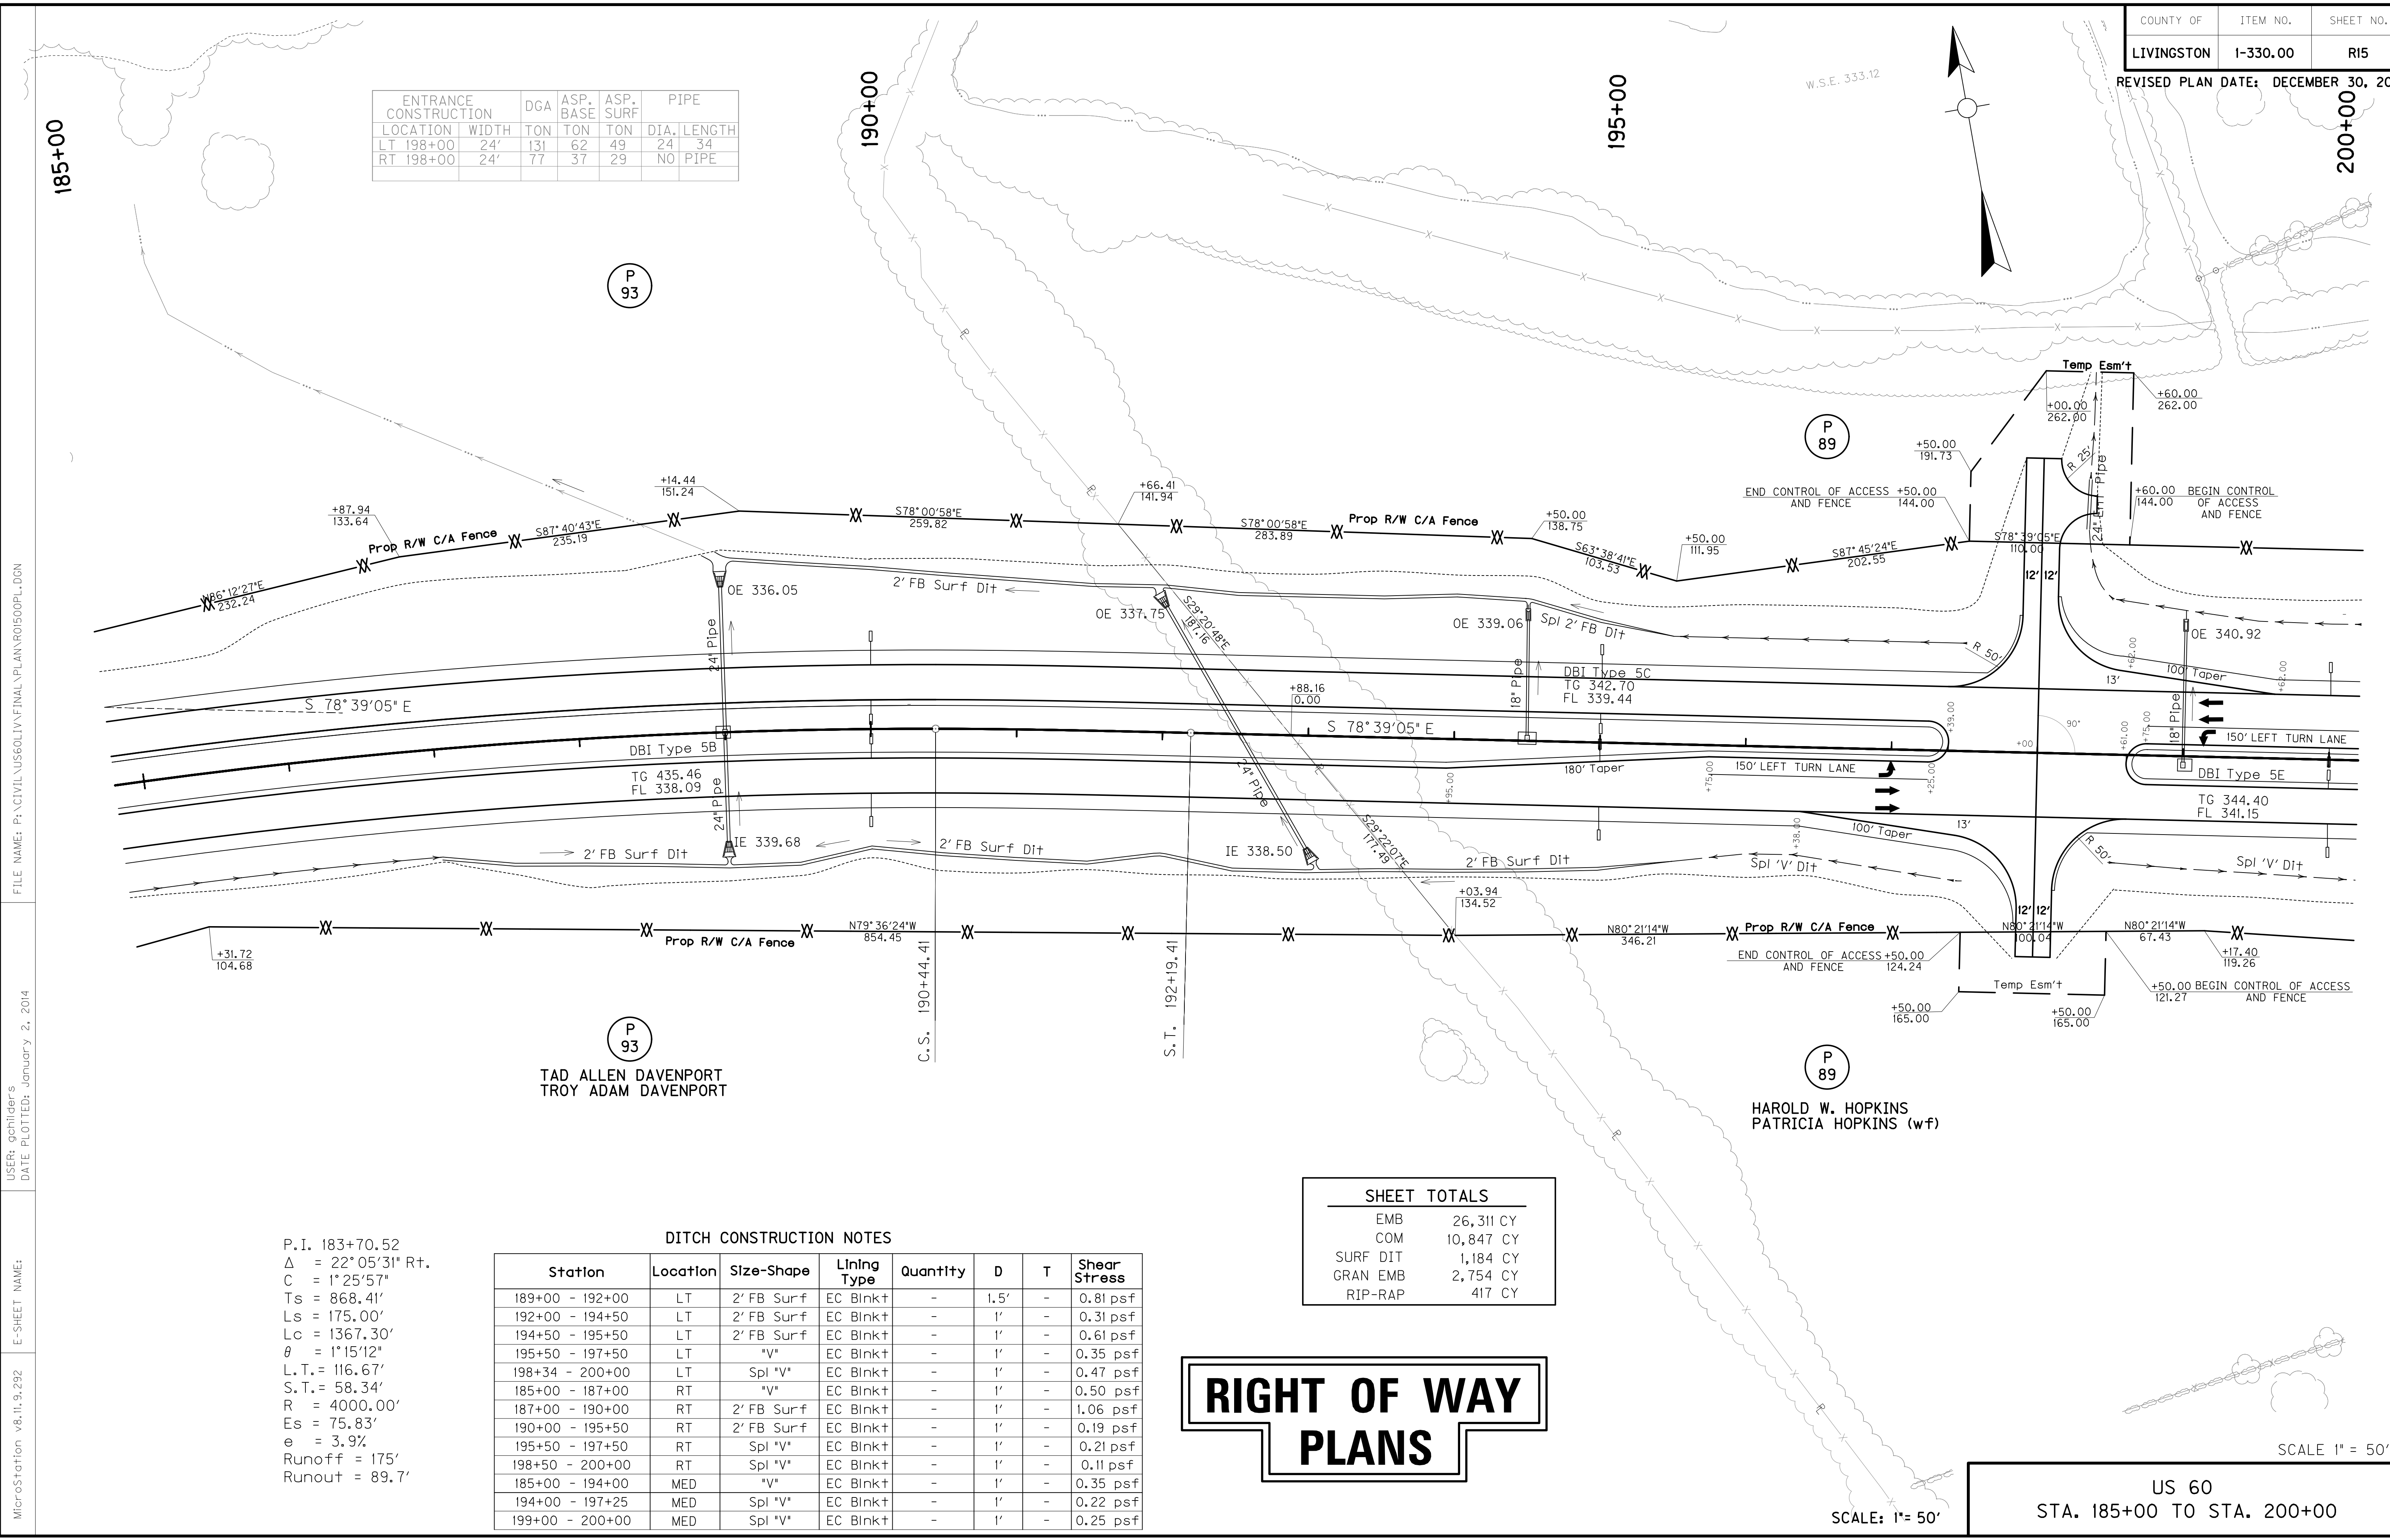 COUNTY OF ITEM NO. SHEET NO.
LIVINGSTON 1-330.00 R15
REVISED PLAN DATE: DECEMBER 30, 20
185+00
190+00
195+00
200+00
W.S.E. 333.12
ENTRANCE CONSTRUCTION DGA ASP. BASE ASP. SURF PIPE
LOCATION WIDTH TON TON TON DIA. LENGTH
LT 198+00 24' 131 62 49 24 34
RT 198+00 24' 77 37 29 NO PIPE
P
93
P
89
Temp Esm't
+00.00
262.00
+60.00
262.00
+50.00
191.73
END CONTROL OF ACCESS +50.00
AND FENCE 144.00
+60.00 BEGIN CONTROL
144.00 OF ACCESS
AND FENCE
R 25'
24" Ent Pipe
+87.94
133.64
+14.44
151.24
+66.41
141.94
+50.00
138.75
+50.00
111.95
N86°12'27"E
232.24
Prop R/W C/A Fence
S87°40'43"E
235.19
S78°00'58"E
259.82
S78°00'58"E
283.89
Prop R/W C/A Fence
S63°38'41"E
103.53
S87°45'24"E
202.55
S78°39'05"E
110.00
12' 12'
OE 336.05
2' FB Surf Dit
OE 337.75
S29°20'48"E
187.16
OE 339.06
Spl 2' FB Dit
OE 340.92
24" Pipe
18" Pipe
DBI Type 5C
TG 342.70
FL 339.44
R 50'
+62.00
100' Taper
+62.00
13'
18" Pipe
S 78°39'05" E
+88.16
0.00
S 78°39'05" E
+39.00
+00
90°
+61.00
+75.00
150' LEFT TURN LANE
DBI Type 5B
TG 435.46
FL 338.09
24" Pipe
24" Pipe
180' Taper
+95.00
+75.00
150' LEFT TURN LANE
+25.00
DBI Type 5E
TG 344.40
FL 341.15
+38.00
100' Taper
13'
IE 339.68
2' FB Surf Dit
2' FB Surf Dit
IE 338.50
S29°22'07"E
177.49
2' FB Surf Dit
Spl 'V' Dit
R 50'
Spl 'V' Dit
+03.94
134.52
+31.72
104.68
Prop R/W C/A Fence
N79°36'24"W
854.45
N80°21'14"W
346.21
Prop R/W C/A Fence
12' 12'
N80°21'14"W
100.04
N80°21'14"W
67.43
+17.40
119.26
END CONTROL OF ACCESS +50.00
AND FENCE 124.24
Temp Esm't
+50.00 BEGIN CONTROL OF ACCESS
121.27 AND FENCE
+50.00
165.00
+50.00
165.00
C.S. 190+44.41
S.T. 192+19.41
P
93
TAD ALLEN DAVENPORT
TROY ADAM DAVENPORT
P
89
HAROLD W. HOPKINS
PATRICIA HOPKINS (wf)
SHEET TOTALS
EMB 26,311 CY
COM 10,847 CY
SURF DIT 1,184 CY
GRAN EMB 2,754 CY
RIP-RAP 417 CY
P.I. 183+70.52
Δ = 22°05'31" Rt.
C = 1°25'57"
Ts = 868.41'
Ls = 175.00'
Lc = 1367.30'
θ = 1°15'12"
L.T.= 116.67'
S.T.= 58.34'
R = 4000.00'
Es = 75.83'
e = 3.9%
Runoff = 175'
Runout = 89.7'
DITCH CONSTRUCTION NOTES
Station Location Size-Shape Lining Type Quantity D T Shear Stress
189+00 - 192+00 LT 2' FB Surf EC Blnkt - 1.5' - 0.81 psf
192+00 - 194+50 LT 2' FB Surf EC Blnkt - 1' - 0.31 psf
194+50 - 195+50 LT 2' FB Surf EC Blnkt - 1' - 0.61 psf
195+50 - 197+50 LT "V" EC Blnkt - 1' - 0.35 psf
198+34 - 200+00 LT Spl "V" EC Blnkt - 1' - 0.47 psf
185+00 - 187+00 RT "V" EC Blnkt - 1' - 0.50 psf
187+00 - 190+00 RT 2' FB Surf EC Blnkt - 1' - 1.06 psf
190+00 - 195+50 RT 2' FB Surf EC Blnkt - 1' - 0.19 psf
195+50 - 197+50 RT Spl "V" EC Blnkt - 1' - 0.21 psf
198+50 - 200+00 RT Spl "V" EC Blnkt - 1' - 0.11 psf
185+00 - 194+00 MED "V" EC Blnkt - 1' - 0.35 psf
194+00 - 197+25 MED Spl "V" EC Blnkt - 1' - 0.22 psf
199+00 - 200+00 MED Spl "V" EC Blnkt - 1' - 0.25 psf
RIGHT OF WAY
PLANS
SCALE: 1"= 50'
SCALE 1" = 50'
US 60
STA. 185+00 TO STA. 200+00
FILE NAME: P:\CIVIL\US60LIV\FINAL\PLAN\R01500PL.DGN
USER: gchilders
DATE PLOTTED: January 2, 2014
E-SHEET NAME:
MicroStation v8.11.9.292